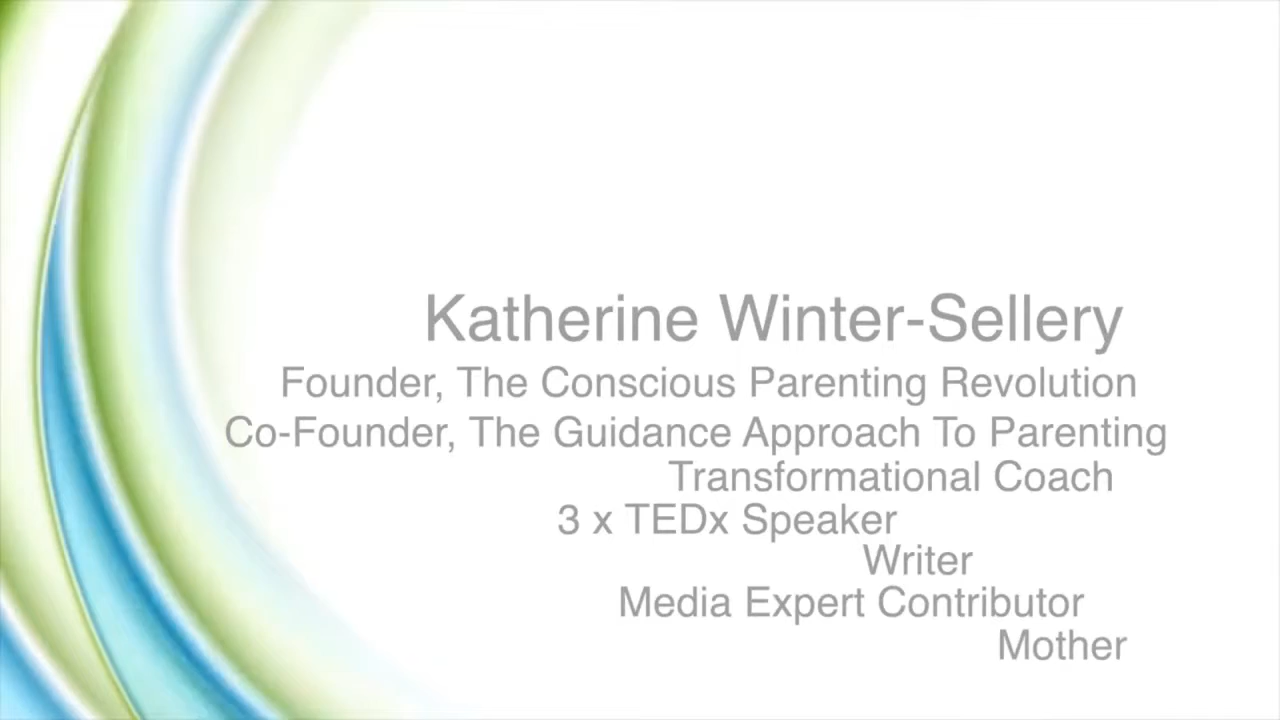 Katherine Winter-Sellery
Founder, The Conscious Parenting Revolution
Co-Founder, The Guidance Approach To Parenting
Transformational Coach
3 x TEDx Speaker
Writer
Media Expert Contributor
Mother